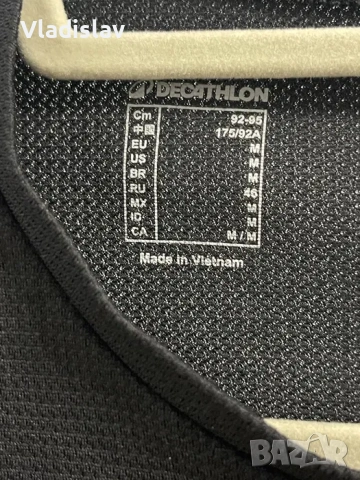 Vladislav
DECATHLON
Cm 92-95
中国 175/92A
EU M
US M
BR M
RU 46
MX M
ID M
CA M / M
Made in Vietnam
BAZAR
bg